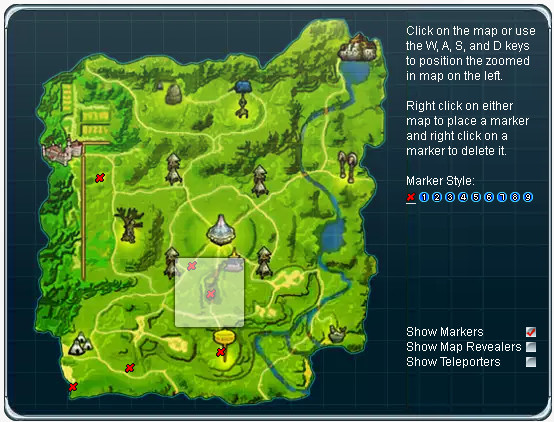 Click on the map or use
the W, A, S, and D keys
to position the zoomed
in map on the left.
Right click on either
map to place a marker
and right click on a
marker to delete it.
Marker Style:
1 2 3 4 5 6 1 8 9
Show Markers
Show Map Revealers
Show Teleporters